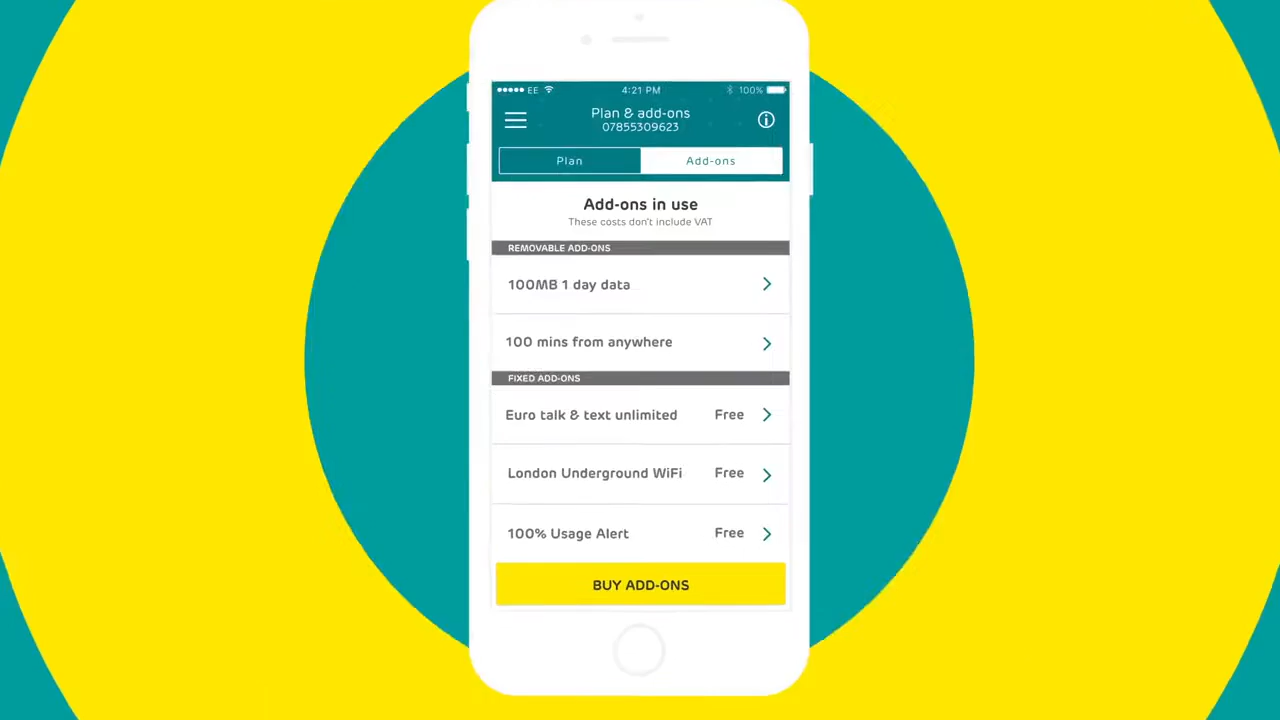 EE 4:21 PM 100%
Plan & add-ons
07855309623
Plan Add-ons
Add-ons in use
These costs don't include VAT
REMOVABLE ADD-ONS
100MB 1 day data
100 mins from anywhere
FIXED ADD-ONS
Euro talk & text unlimited Free
London Underground WiFi Free
100% Usage Alert Free
BUY ADD-ONS